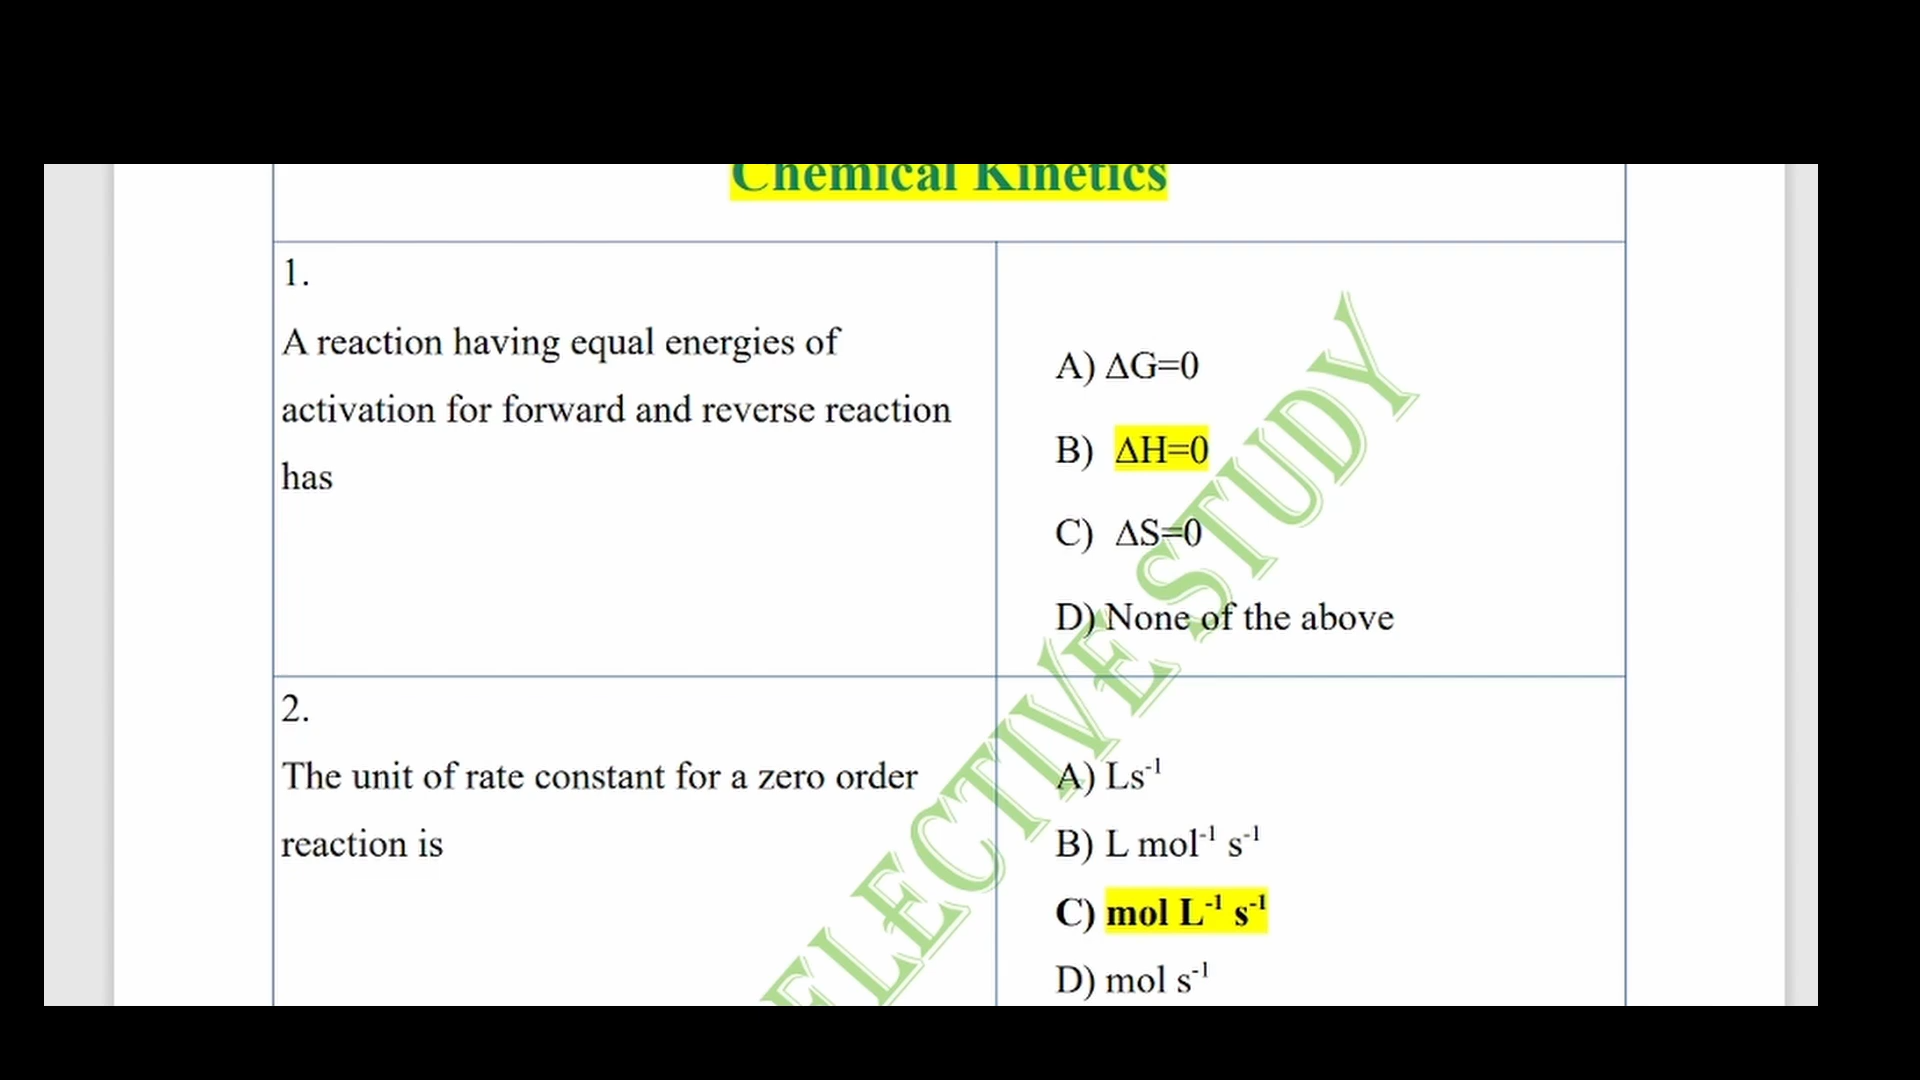 Chemical Kinetics
1.
A reaction having equal energies of
activation for forward and reverse reaction
has
A) ΔG=0
B) ΔH=0
C) ΔS=0
D) None of the above
2.
The unit of rate constant for a zero order
reaction is
A) Ls⁻¹
B) L mol⁻¹ s⁻¹
C) mol L⁻¹ s⁻¹
D) mol s⁻¹
ELECTIVE STUDY